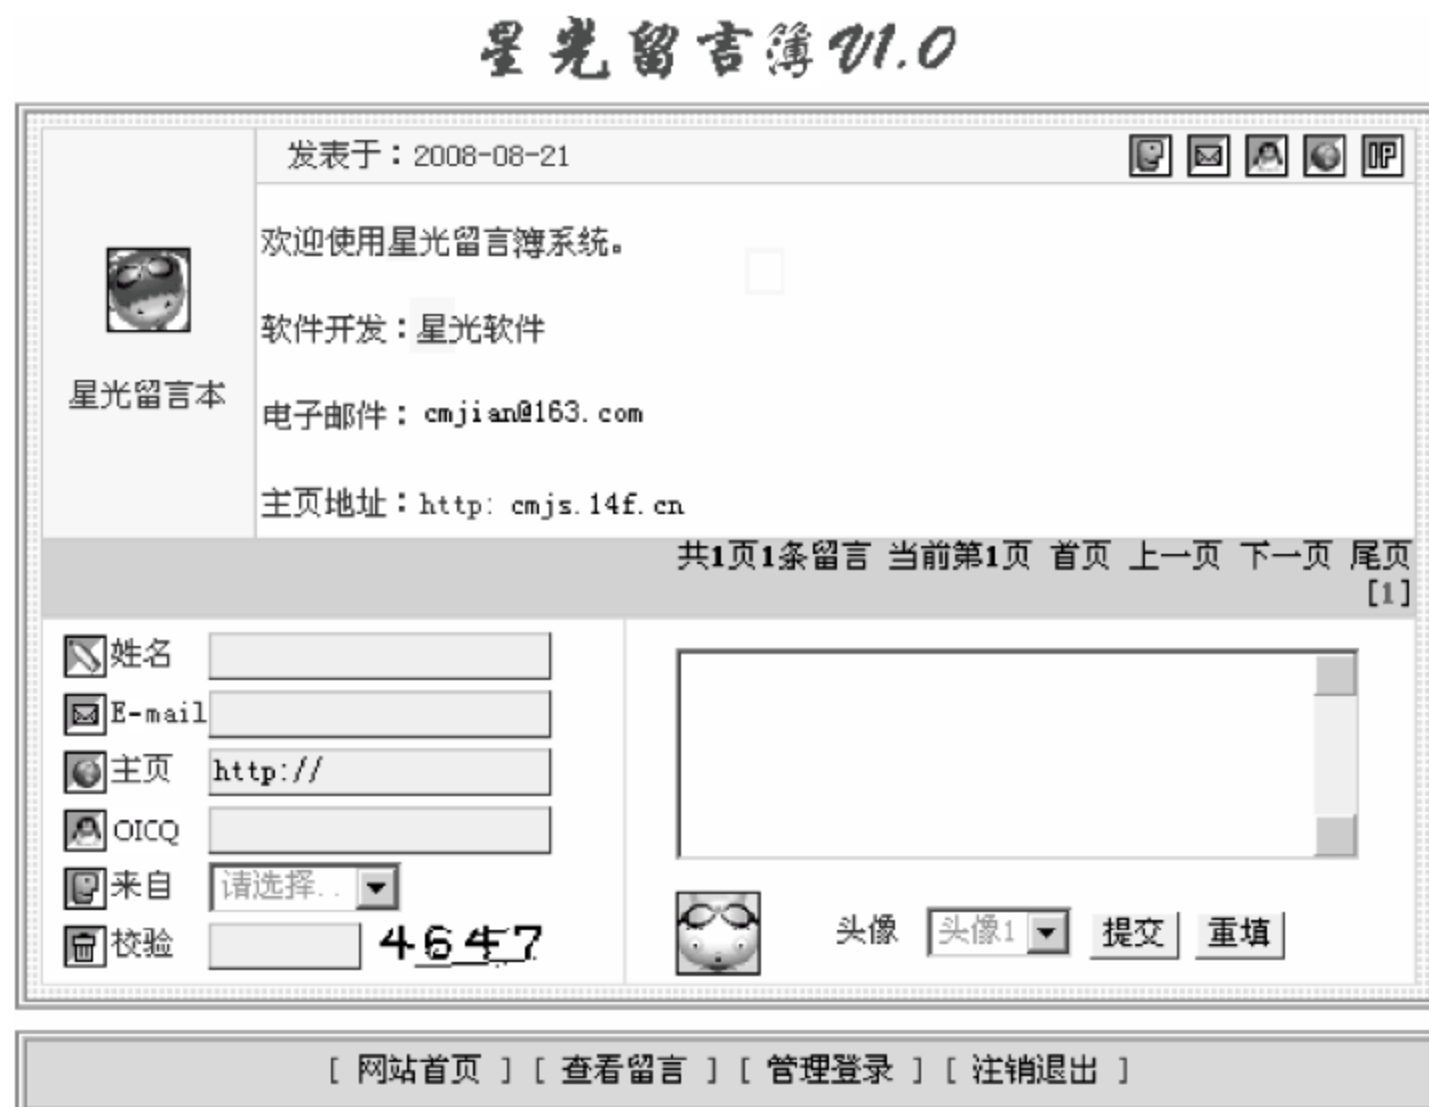 星光留言簿V1.0
发表于：2008-08-21
IP
欢迎使用星光留言簿系统。
软件开发：星光软件
星光留言本
电子邮件：cmjian@163.com
主页地址：http: cmjs.14f.cn
共1页1条留言 当前第1页 首页 上一页 下一页 尾页
[1]
姓名
E-mail
主页 http://
OICQ
来自 请选择..
校验 4647
头像 头像1 提交 重填
[ 网站首页 ] [ 查看留言 ] [ 管理登录 ] [ 注销退出 ]